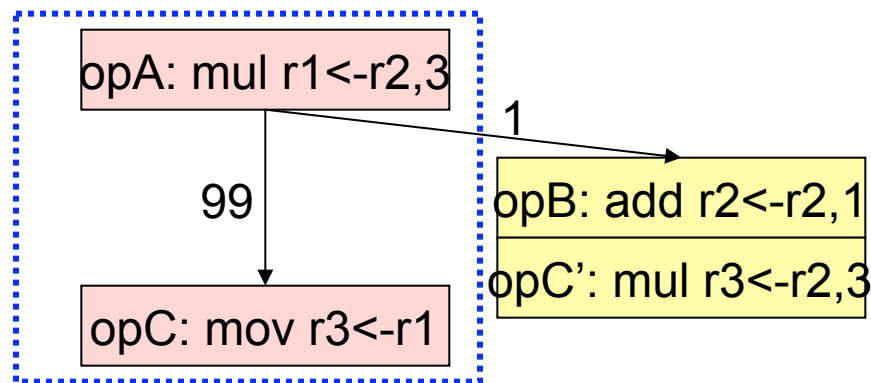 opA: mul r1<-r2,3
1
99
opB: add r2<-r2,1
opC’: mul r3<-r2,3
opC: mov r3<-r1